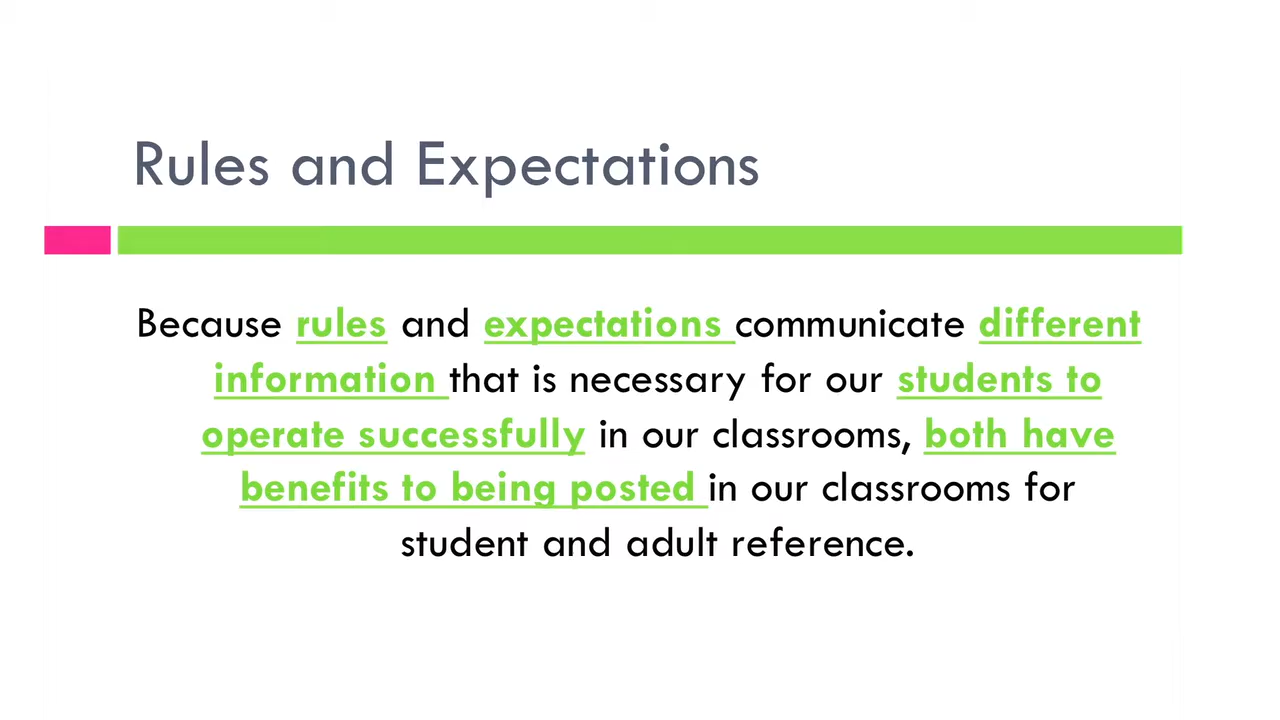 Rules and Expectations
Because rules and expectations communicate different
information that is necessary for our students to
operate successfully in our classrooms, both have
benefits to being posted in our classrooms for
student and adult reference.